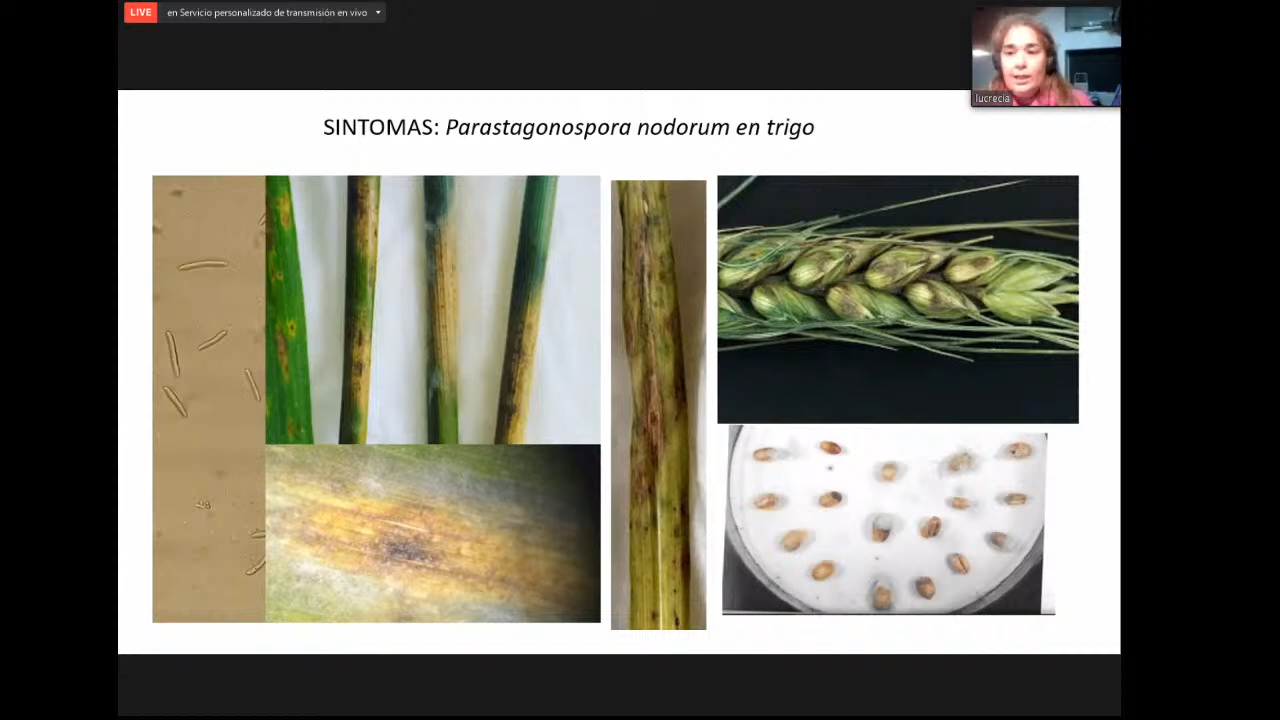 LIVE en Servicio personalizado de transmisión en vivo
lucrecia
SINTOMAS: Parastagonospora nodorum en trigo